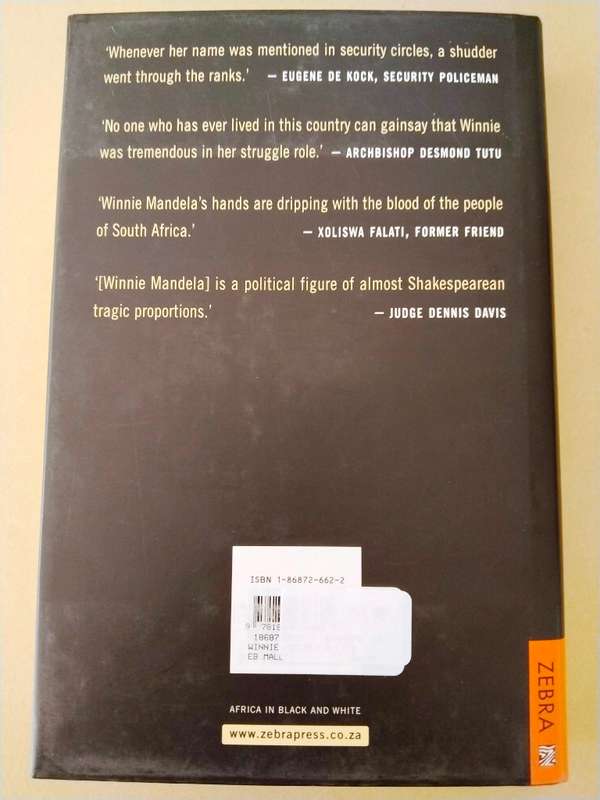 'Whenever her name was mentioned in security circles, a shudder
went through the ranks.' — EUGENE DE KOCK, SECURITY POLICEMAN
'No one who has ever lived in this country can gainsay that Winnie
was tremendous in her struggle role.' — ARCHBISHOP DESMOND TUTU
'Winnie Mandela's hands are dripping with the blood of the people
of South Africa.' — XOLISWA FALATI, FORMER FRIEND
'[Winnie Mandela] is a political figure of almost Shakespearean
tragic proportions.' — JUDGE DENNIS DAVIS
ISBN 1-86872-662-2
18687
WINNIE
EB MALL
AFRICA IN BLACK AND WHITE
www.zebrapress.co.za
ZEBRA